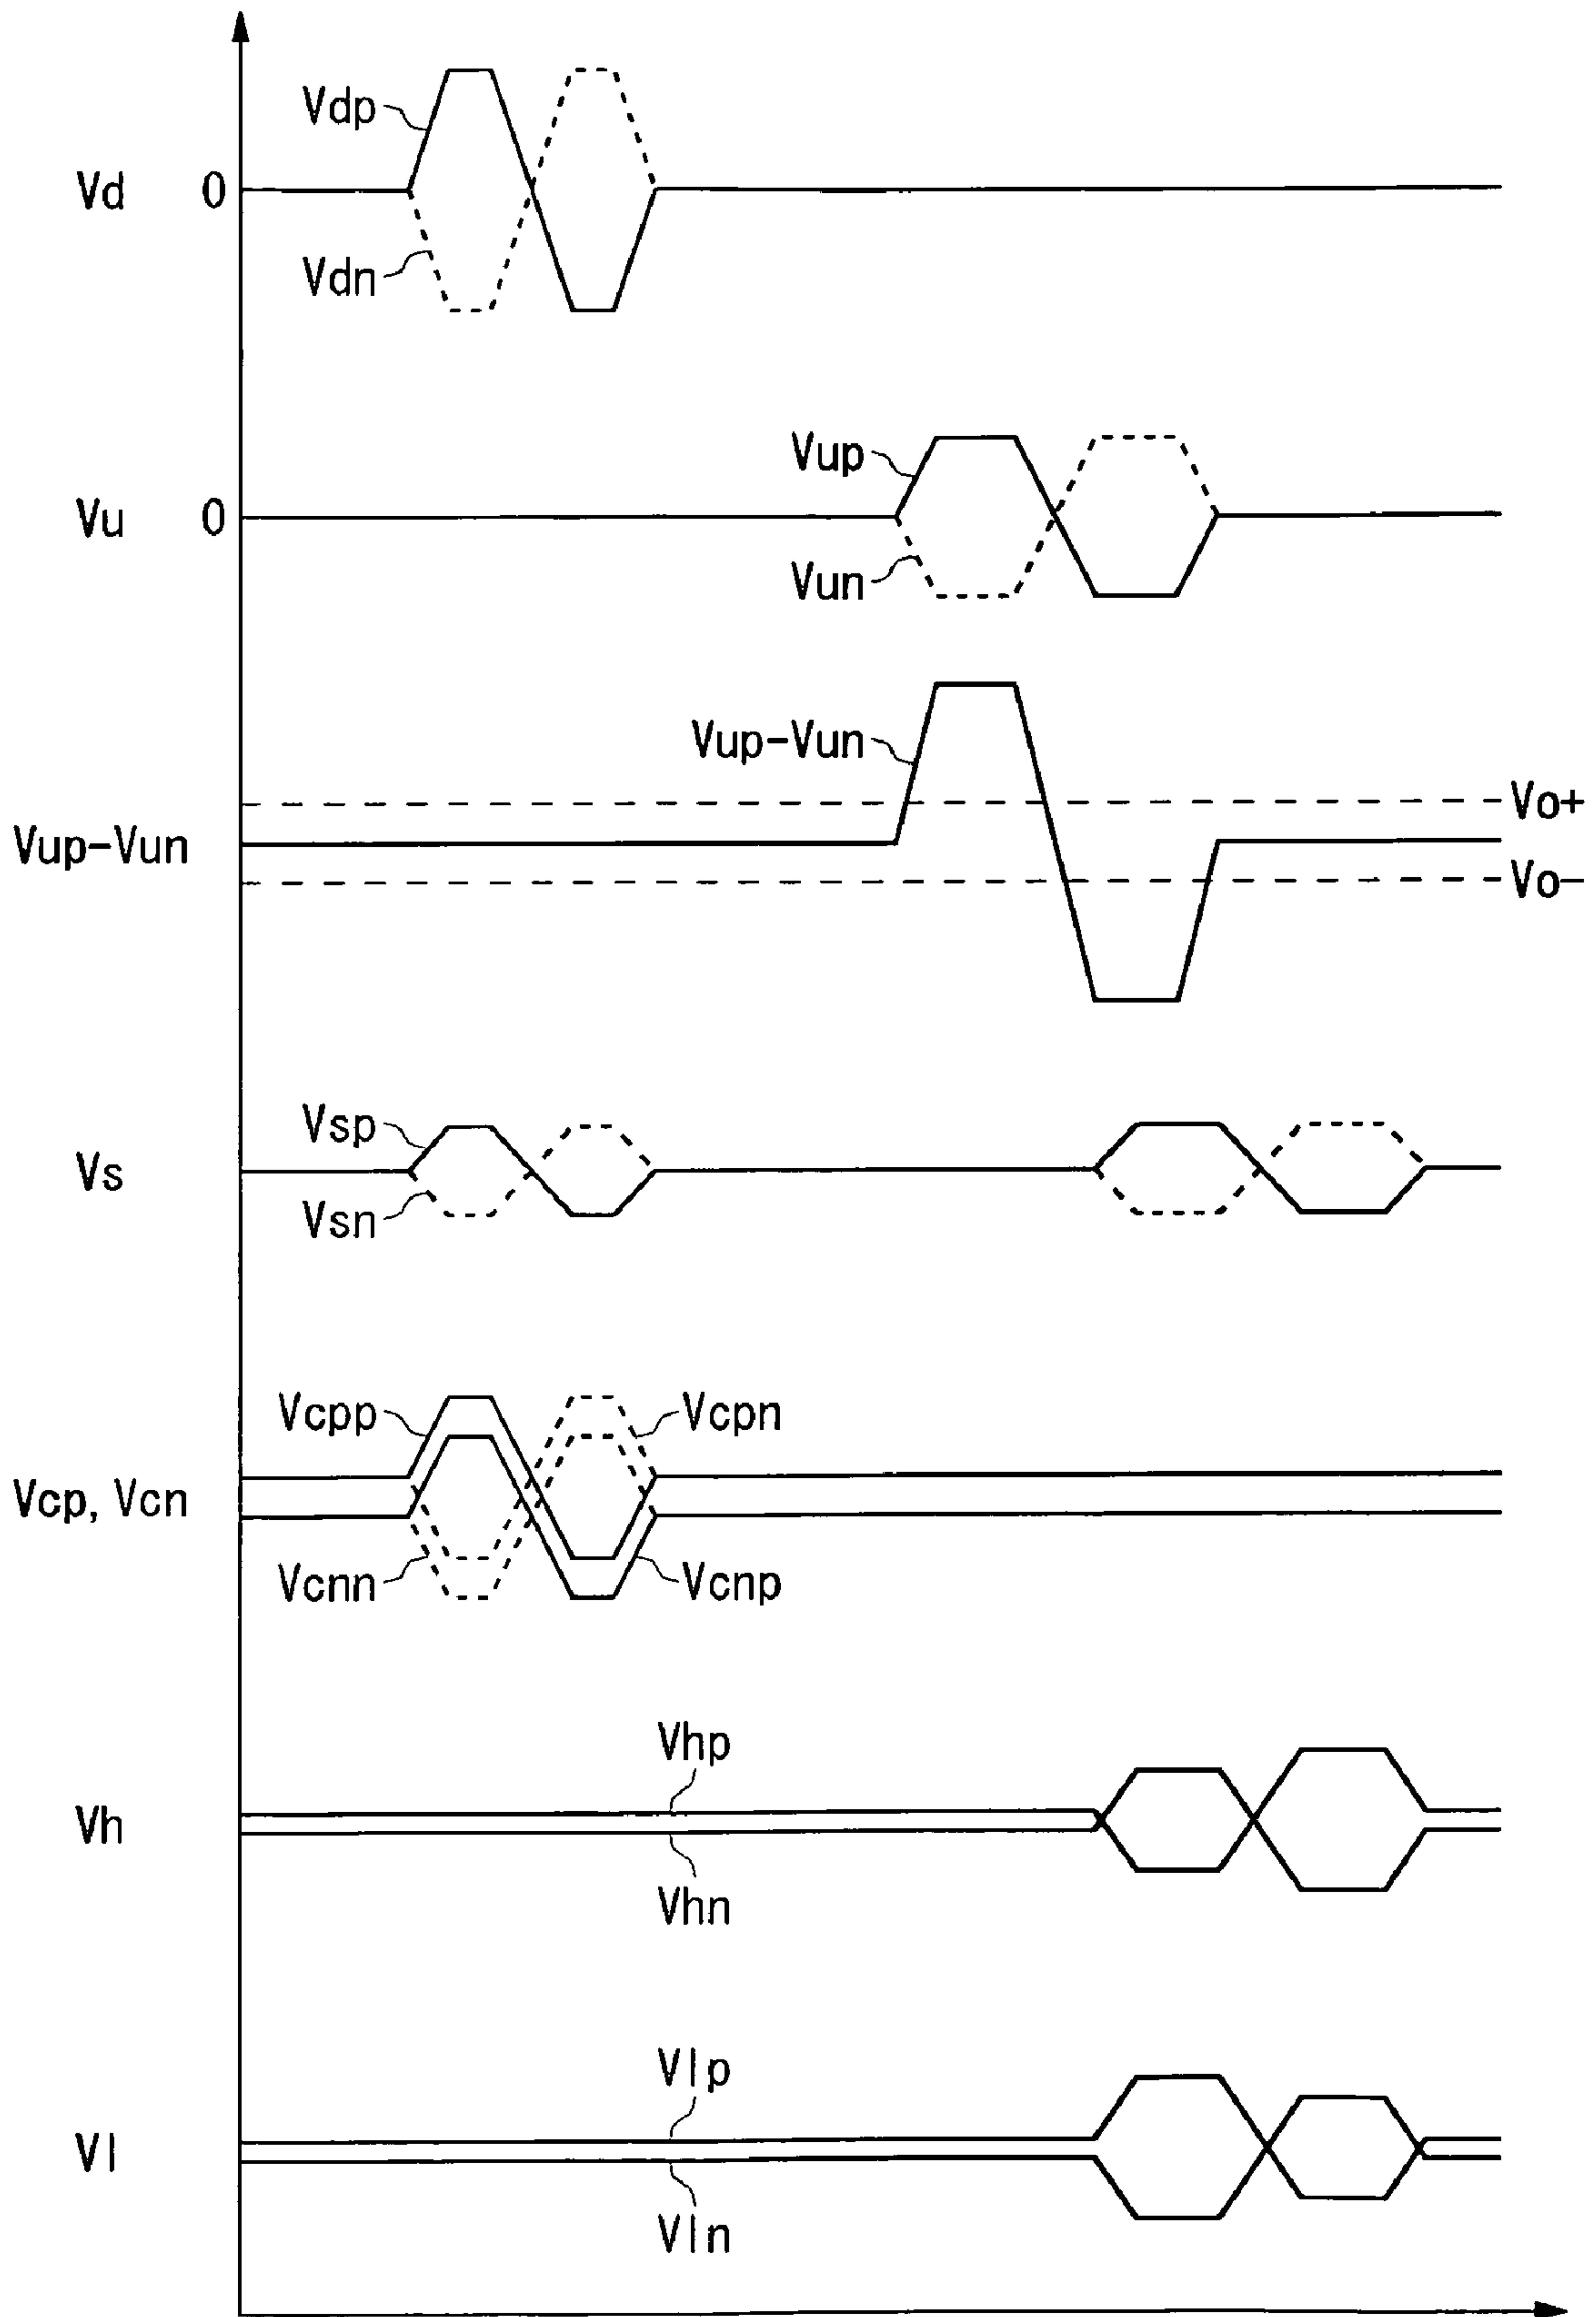 Vdp
Vd 0
Vdn
Vup
Vu 0
Vun
Vup-Vun
Vo+
Vup-Vun
Vo-
Vsp
Vs
Vsn
Vcpp Vcpn
Vcp, Vcn
Vcnn Vcnp
Vhp
Vh
Vhn
Vlp
Vl
Vln